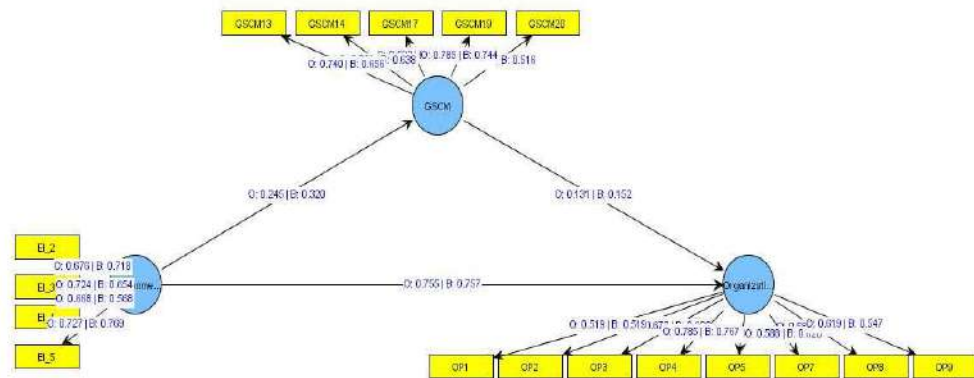 GSCM13 GSCM14 GSCM17 GSCM19 GSCM20
O: 0.785 | B: 0.744
O: 0.740 | B: 0.656
0.638
B: 0.516
GSCM
O: 0.245 | B: 0.320
O: 0.131 | B: 0.152
EI_2
O: 0.676 | B: 0.718
EI_3
O: 0.724 | B: 0.654
O: 0.755 | B: 0.757
Organizati...
O: 0.668 | B: 0.568
O: 0.727 | B: 0.769
EI_5
O: 0.519 | B: 0.519
O: 0.619 | B: 0.547
O: 0.785 | B: 0.767
OP1 OP2 OP3 OP4 OP5 OP7 OP8 OP9